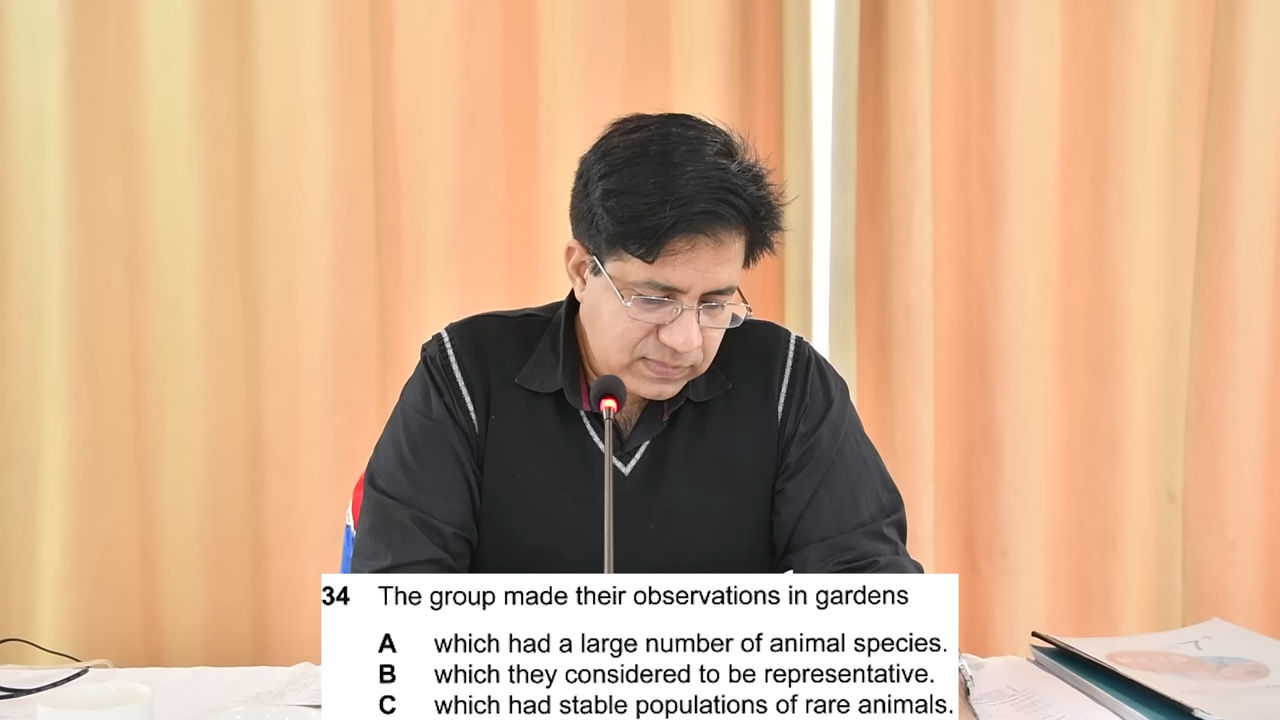 34 The group made their observations in gardens
A which had a large number of animal species.
B which they considered to be representative.
C which had stable populations of rare animals.